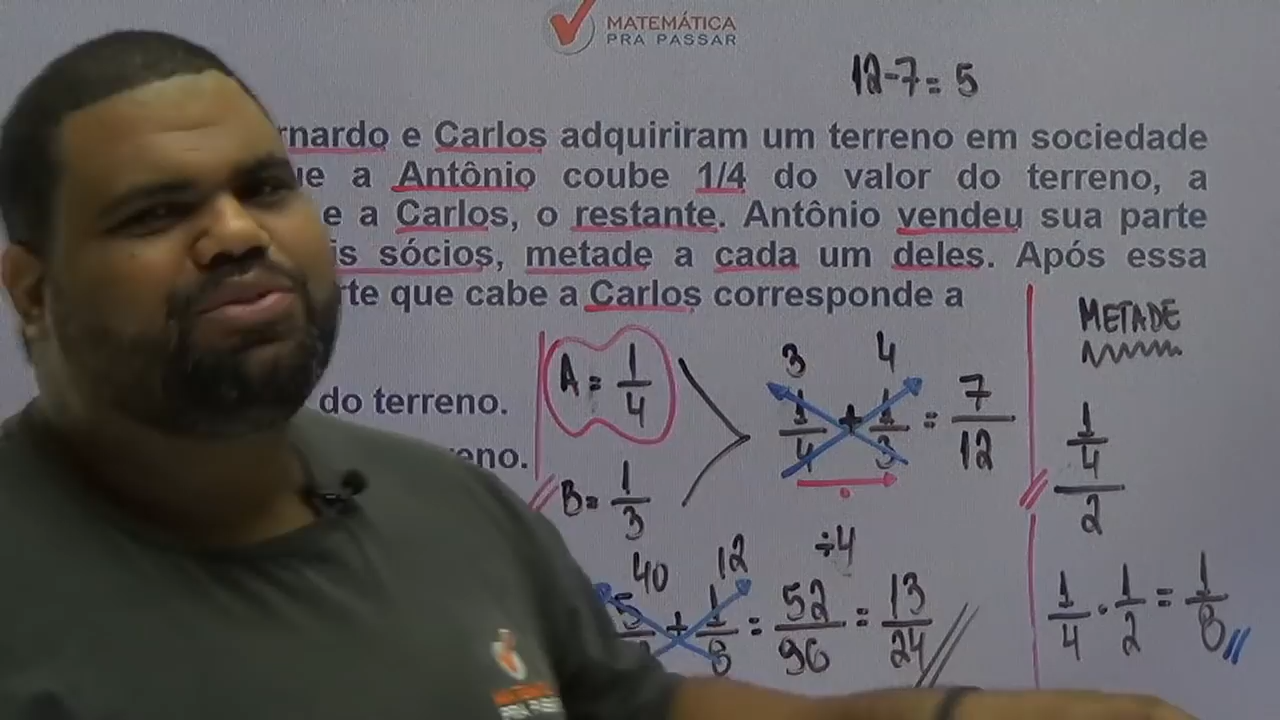 MATEMÁTICA
PRA PASSAR
12-7=5
rnardo e Carlos adquiriram um terreno em sociedade
ue a Antônio coube 1/4 do valor do terreno, a
e a Carlos, o restante. Antônio vendeu sua parte
is sócios, metade a cada um deles. Após essa
rte que cabe a Carlos corresponde a
METADE
do terreno.
eno.
A = 1/4
B = 1/3
3 4
1/4 + 1/3 = 7/12
1/4
2
÷4
40 12
5 + 1/8 = 52/96 = 13/24
1/4 . 1/2 = 1/8